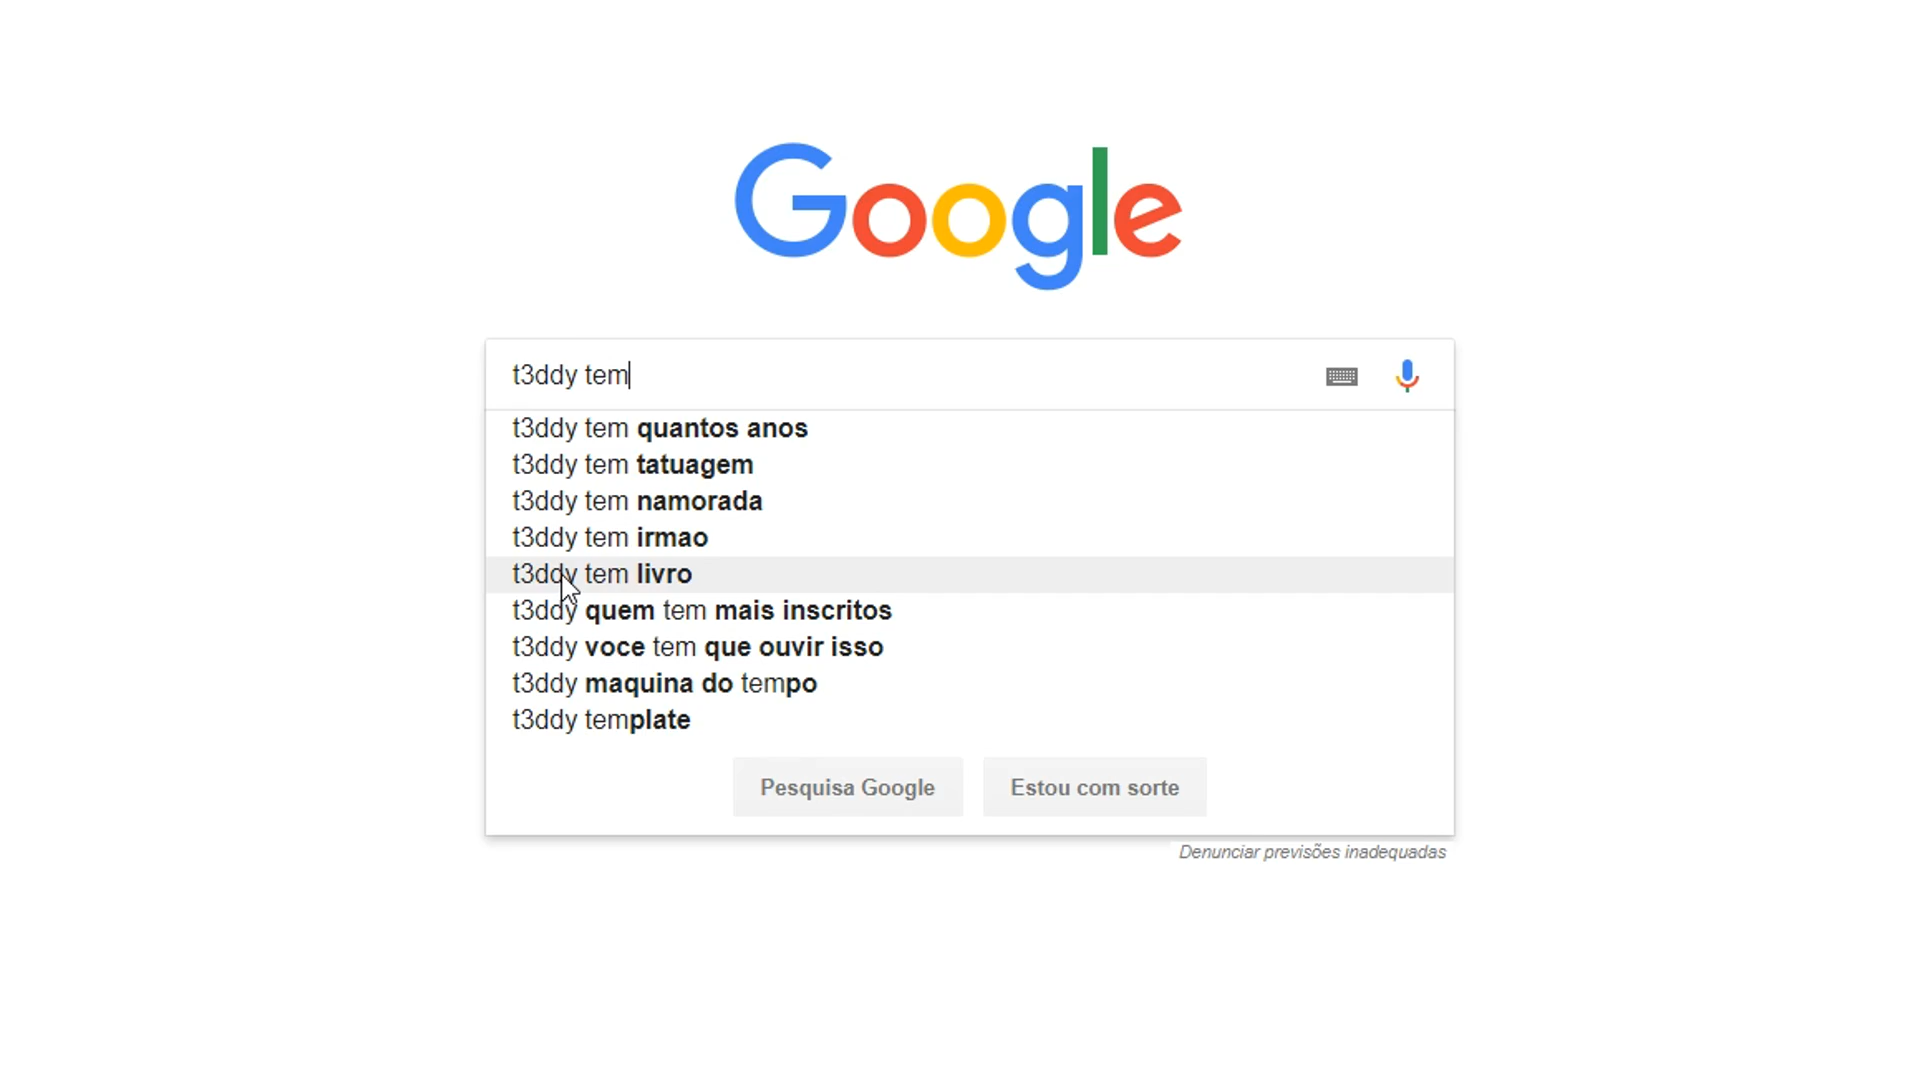 Google
t3ddy tem
t3ddy tem quantos anos
t3ddy tem tatuagem
t3ddy tem namorada
t3ddy tem irmao
t3ddy tem livro
t3ddy quem tem mais inscritos
t3ddy voce tem que ouvir isso
t3ddy maquina do tempo
t3ddy template
Pesquisa Google Estou com sorte
Denunciar previsões inadequadas